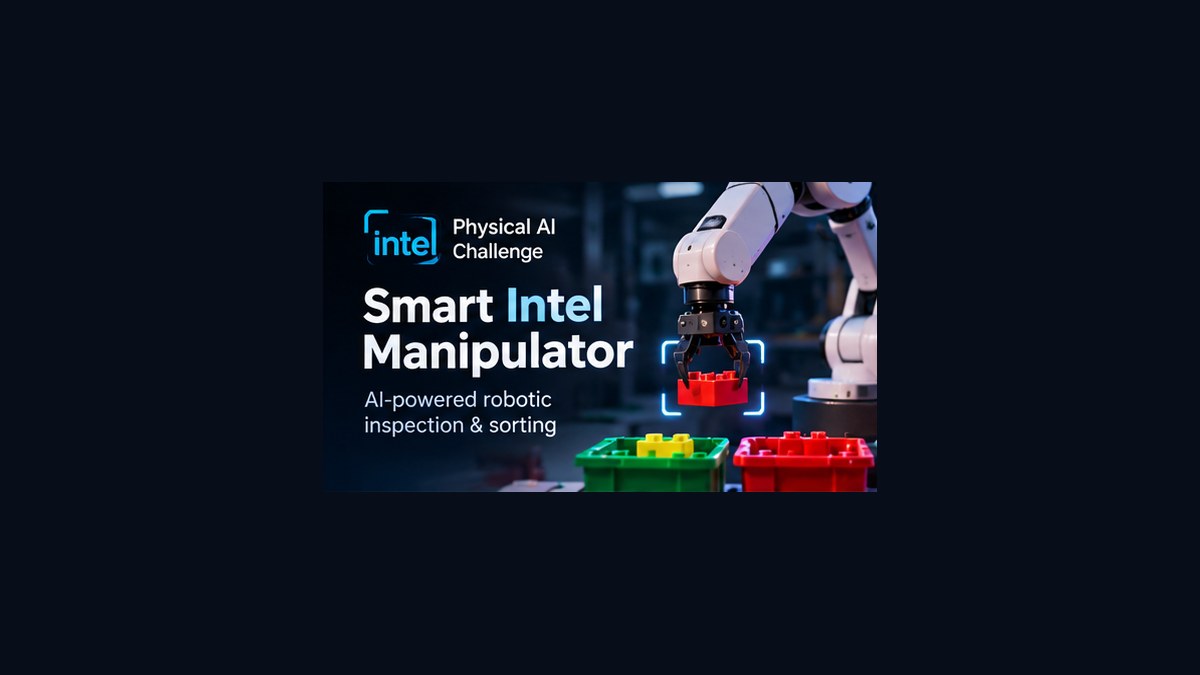 intel
Physical AI
Challenge
Smart Intel
Manipulator
AI-powered robotic
inspection & sorting